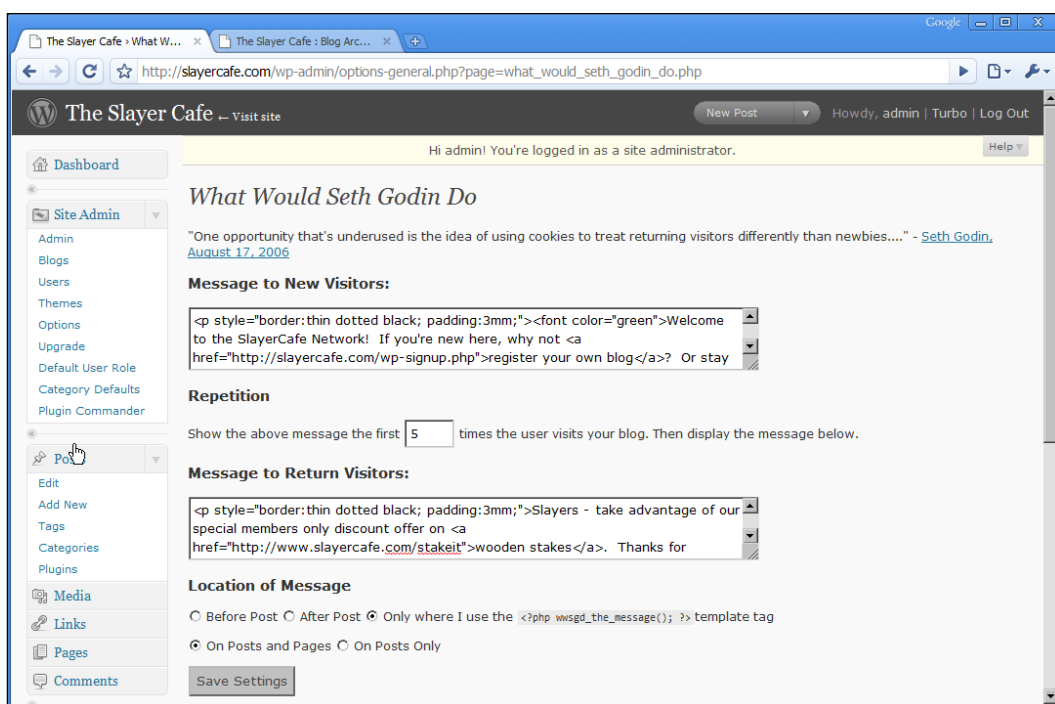 Google
The Slayer Cafe › What W...
The Slayer Cafe : Blog Arc...
http://slayercafe.com/wp-admin/options-general.php?page=what_would_seth_godin_do.php
The Slayer Cafe ← Visit site
New Post
Howdy, admin | Turbo | Log Out
Hi admin! You're logged in as a site administrator.
Help
Dashboard
Site Admin
Admin
Blogs
Users
Themes
Options
Upgrade
Default User Role
Category Defaults
Plugin Commander
Edit
Add New
Tags
Categories
Plugins
Media
Links
Pages
Comments
What Would Seth Godin Do
"One opportunity that's underused is the idea of using cookies to treat returning visitors differently than newbies...." - Seth Godin,
August 17, 2006
Message to New Visitors:
<p style="border:thin dotted black; padding:3mm;"><font color="green">Welcome
to the SlayerCafe Network!  If you're new here, why not <a
href="http://slayercafe.com/wp-signup.php">register your own blog</a>?  Or stay
Repetition
Show the above message the first 5 times the user visits your blog. Then display the message below.
Message to Return Visitors:
<p style="border:thin dotted black; padding:3mm;">Slayers - take advantage of our
special members only discount offer on <a
href="http://www.slayercafe.com/stakeit">wooden stakes</a>.  Thanks for
Location of Message
Before Post After Post Only where I use the <?php wwsgd_the_message(); ?> template tag
On Posts and Pages On Posts Only
Save Settings